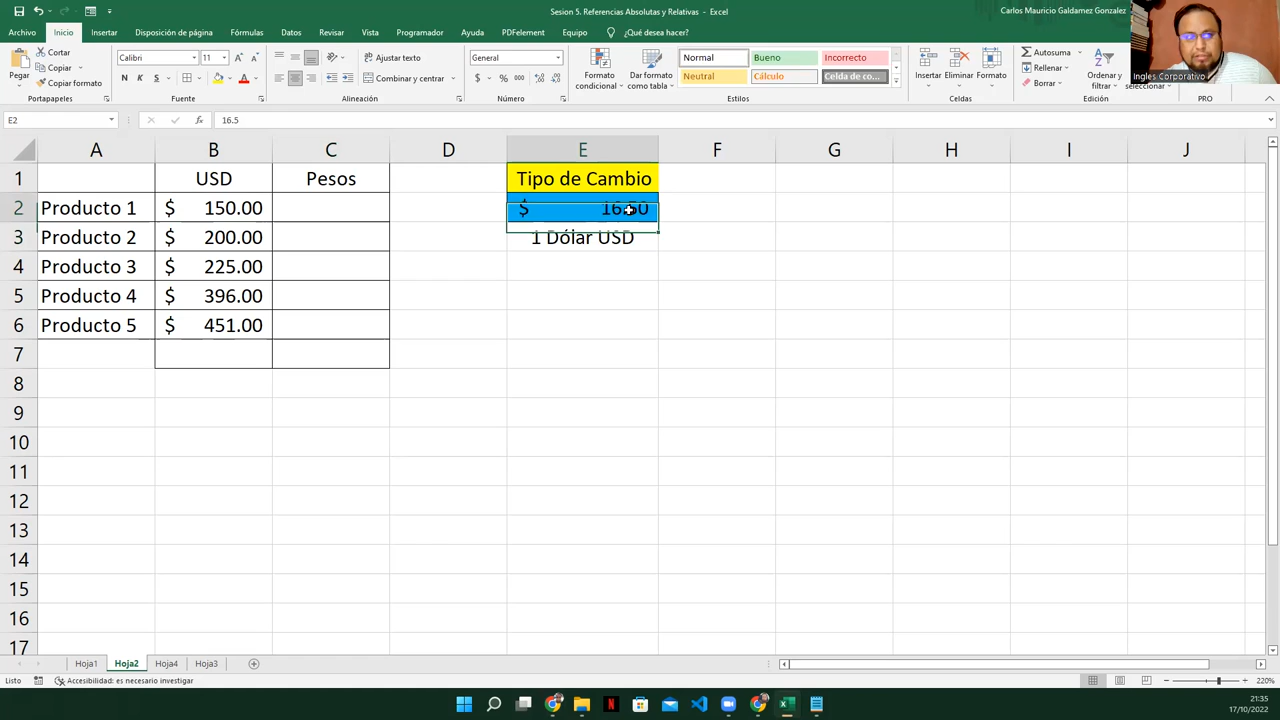 Sesion 5. Referencias Absolutas y Relativas - Excel
Carlos Mauricio Galdamez Gonzalez
Archivo Inicio Insertar Disposición de página Fórmulas Datos Revisar Vista Programador Ayuda PDFelement Equipo ¿Qué desea hacer?
Pegar
Cortar
Copiar
Copiar formato
Portapapeles
Calibri 11
N K S
Fuente
Ajustar texto
Combinar y centrar
Alineación
General
$ % 000
Número
Formato condicional
Dar formato como tabla
Normal Bueno Incorrecto
Neutral Cálculo Celda de co...
Estilos
Insertar Eliminar Formato
Celdas
Autosuma
Rellenar
Borrar
Ordenar y filtrar
Edición
PRO
Ingles Corporativo
E2 fx 16.5
A B C D E F G H I J
1 USD Pesos Tipo de Cambio
2 Producto 1 $ 150.00 $ 16.50
3 Producto 2 $ 200.00 1 Dólar USD
4 Producto 3 $ 225.00
5 Producto 4 $ 396.00
6 Producto 5 $ 451.00
7
8
9
10
11
12
13
14
15
16
17
Hoja1 Hoja2 Hoja4 Hoja3
Listo Accesibilidad: es necesario investigar 220%
21:35
17/10/2022